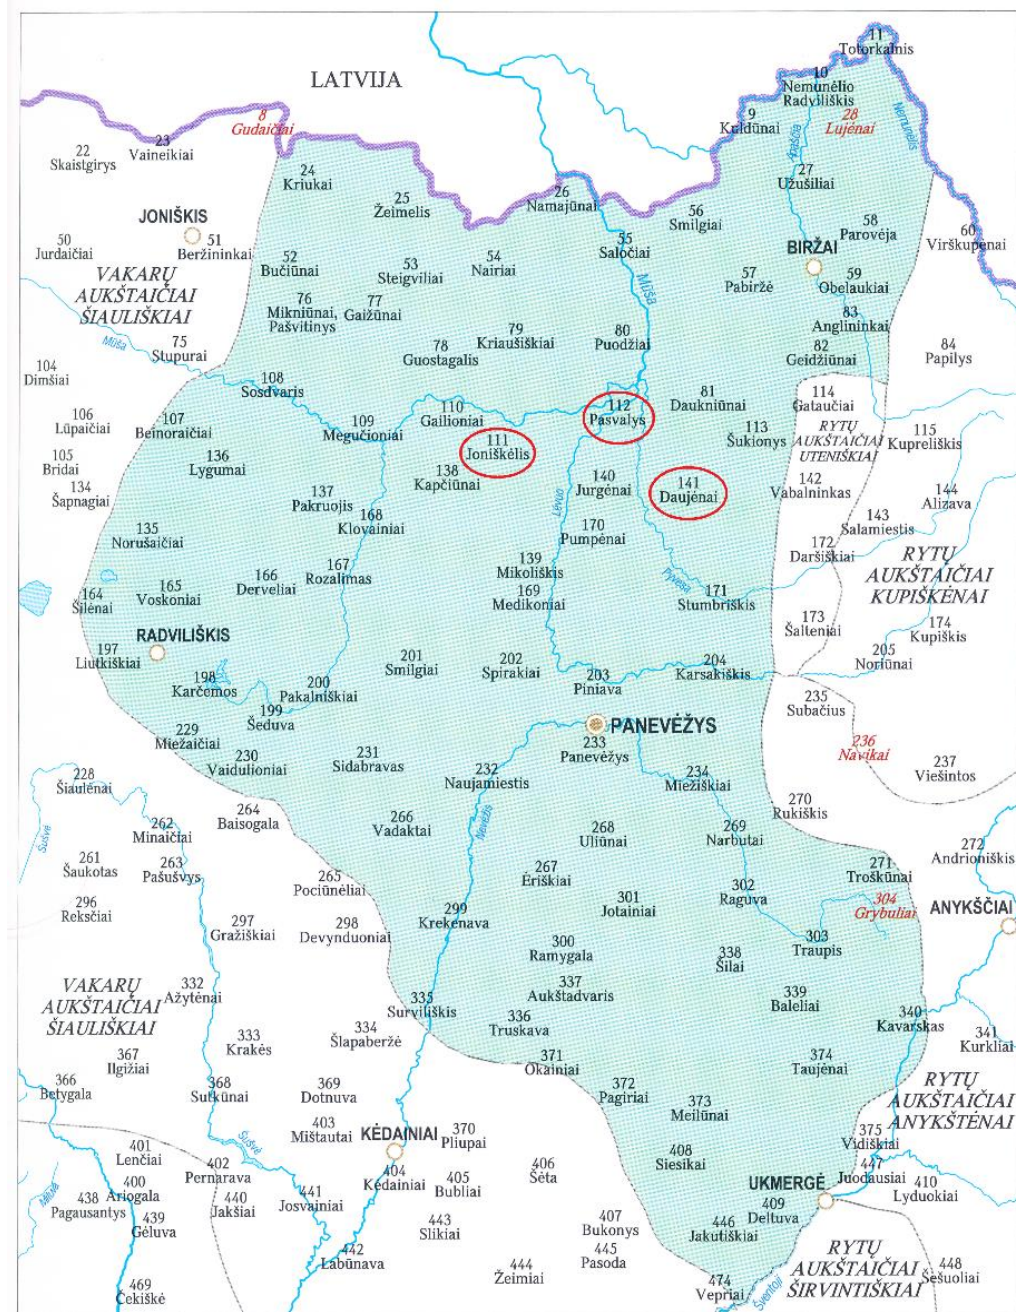 11
Totorkalnis
LATVIJA
10
Nemunėlio
Radviliškis
8
Gudaičiai
9
Kuldūnai
28
Lujėnai
Nemunėlis
Apaščia
22
Skaistgirys
23
Vaineikiai
24
Kriukai
25
Žeimelis
26
Namajūnai
27
Užušiliai
56
Smilgiai
58
Parovėja
60
Virškupėnai
JONIŠKIS
50
Jurdaičiai
51
Beržininkai
52
Bučiūnai
53
Steigviliai
54
Nairiai
55
Saločiai
BIRŽAI
57
Pabiržė
59
Obelaukiai
VAKARŲ
AUKŠTAIČIAI
ŠIAULIŠKIAI
Mūša
76
Mikniūnai,
Pašvitinys
77
Gaižūnai
78
Guostagalis
79
Kriaušiškiai
80
Puodžiai
Mūša
83
Anglininkai
82
Geidžiūnai
84
Papilys
75
Stupurai
104
Dimšiai
108
Sosdvaris
106
Lūpaičiai
107
Beinoraičiai
109
Megučioniai
110
Gailioniai
111
Joniškėlis
112
Pasvalys
81
Daukniūnai
113
Šukionys
114
Gataučiai
RYTŲ
AUKŠTAIČIAI
UTENIŠKIAI
115
Kupreliškis
105
Bridai
134
Šapnagiai
136
Lygumai
137
Pakruojis
138
Kapčiūnai
140
Jurgėnai
141
Daujėnai
142
Vabalninkas
144
Alizava
143
Salamiestis
135
Norušaičiai
168
Klovainiai
Lėvuo
170
Pumpėnai
172
Daršiškiai
RYTŲ
AUKŠTAIČIAI
KUPIŠKĖNAI
164
Šilėnai
165
Voskoniai
166
Derveliai
167
Rozalimas
139
Mikoliškis
169
Medikoniai
Pyvesa
171
Stumbriškis
173
Šalteniai
174
Kupiškis
RADVILIŠKIS
197
Liutkiškiai
198
Karčemos
200
Pakalniškiai
199
Šeduva
201
Smilgiai
202
Spirakiai
203
Piniava
204
Karsakiškis
205
Noriūnai
235
Subačius
PANEVĖŽYS
233
Panevėžys
236
Navikai
229
Miežaičiai
230
Vaidulioniai
231
Sidabravas
232
Naujamiestis
234
Miežiškiai
237
Viešintos
228
Šiaulėnai
264
Baisogala
262
Minaičiai
Šušvė
Nevėžis
266
Vadaktai
268
Uliūnai
269
Narbutai
270
Rukiškis
272
Andrioniškis
261
Šaukotas
263
Pašušvys
265
Pociūnėliai
267
Ėriškiai
271
Troškūnai
296
Reksčiai
297
Gražiškiai
298
Devynduoniai
299
Krekenava
301
Jotainiai
302
Raguva
304
Grybuliai
ANYKŠČIAI
300
Ramygala
303
Traupis
338
Šilai
VAKARŲ
AUKŠTAIČIAI
ŠIAULIŠKIAI
332
Ažytėnai
335
Surviliškis
337
Aukštadvaris
336
Truskava
339
Baleliai
340
Kavarskas
341
Kurkliai
333
Krakės
334
Šlapaberžė
367
Ilgižiai
366
Betygala
368
Sutkūnai
369
Dotnuva
371
Okainiai
372
Pagiriai
373
Meilūnai
374
Taujėnai
RYTŲ
AUKŠTAIČIAI
ANYKŠTĖNAI
403
Mištautai
KĖDAINIAI
370
Pliupai
375
Vidiškiai
401
Lenčiai
402
Pernarava
Šušvė
404
Kėdainiai
405
Bubliai
406
Šėta
408
Siesikai
447
Juodausiai
410
Lyduokiai
UKMERGĖ
409
Deltuva
400
Ariogala
438
Pagausantys
439
Gėluva
440
Jakšiai
441
Josvainiai
443
Slikiai
407
Bukonys
446
Jakutiškiai
442
Labūnava
444
Žeimiai
445
Pasoda
RYTŲ
AUKŠTAIČIAI
ŠIRVINTIŠKIAI
448
Šešuoliai
469
Čekiškė
474
Vepriai
Šventoji